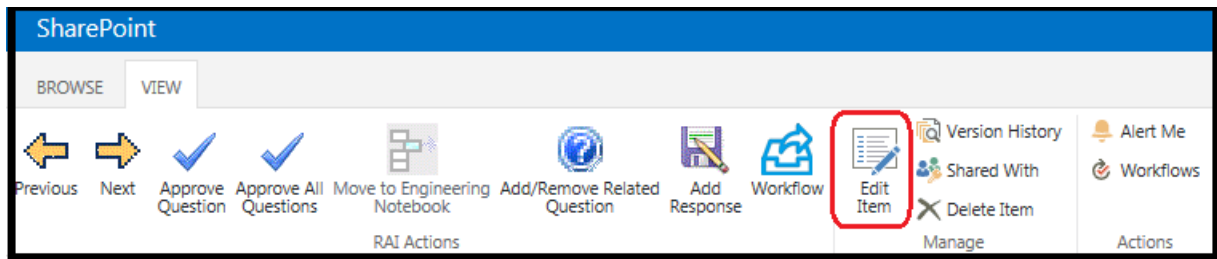 SharePoint
BROWSE VIEW
Previous Next Approve Question Approve All Questions Move to Engineering Notebook Add/Remove Related Question Add Response Workflow Edit Item
Version History
Shared With
Delete Item
Alert Me
Workflows
RAI Actions Manage Actions